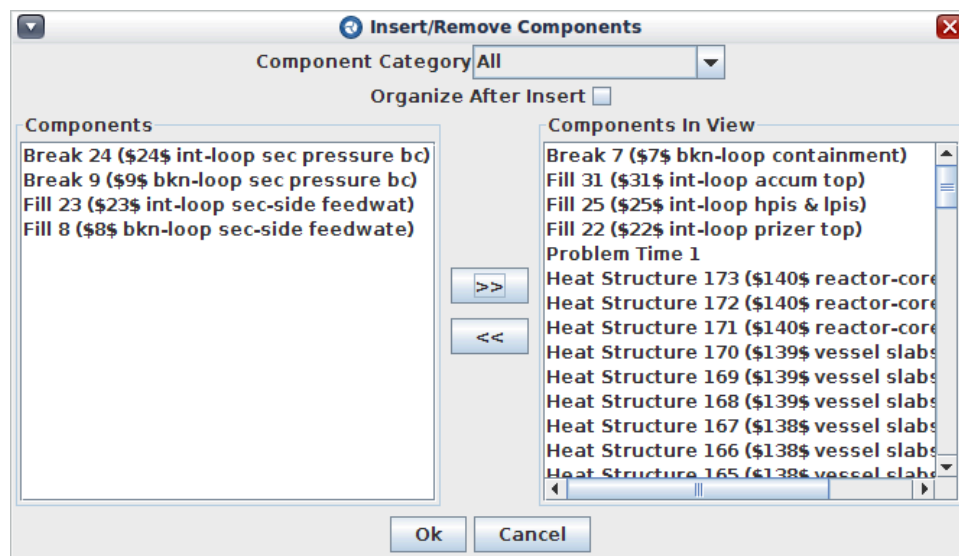 Insert/Remove Components
Component Category All
Organize After Insert
Components
Break 24 ($24$ int-loop sec pressure bc)
Break 9 ($9$ bkn-loop sec pressure bc)
Fill 23 ($23$ int-loop sec-side feedwat)
Fill 8 ($8$ bkn-loop sec-side feedwate)
>>
<<
Components In View
Break 7 ($7$ bkn-loop containment)
Fill 31 ($31$ int-loop accum top)
Fill 25 ($25$ int-loop hpis & lpis)
Fill 22 ($22$ int-loop prizer top)
Problem Time 1
Heat Structure 173 ($140$ reactor-core
Heat Structure 172 ($140$ reactor-core
Heat Structure 171 ($140$ reactor-core
Heat Structure 170 ($139$ vessel slabs
Heat Structure 169 ($139$ vessel slabs
Heat Structure 168 ($139$ vessel slabs
Heat Structure 167 ($138$ vessel slabs
Heat Structure 166 ($138$ vessel slabs
Heat Structure 165 ($138$ vessel slabs
Ok
Cancel